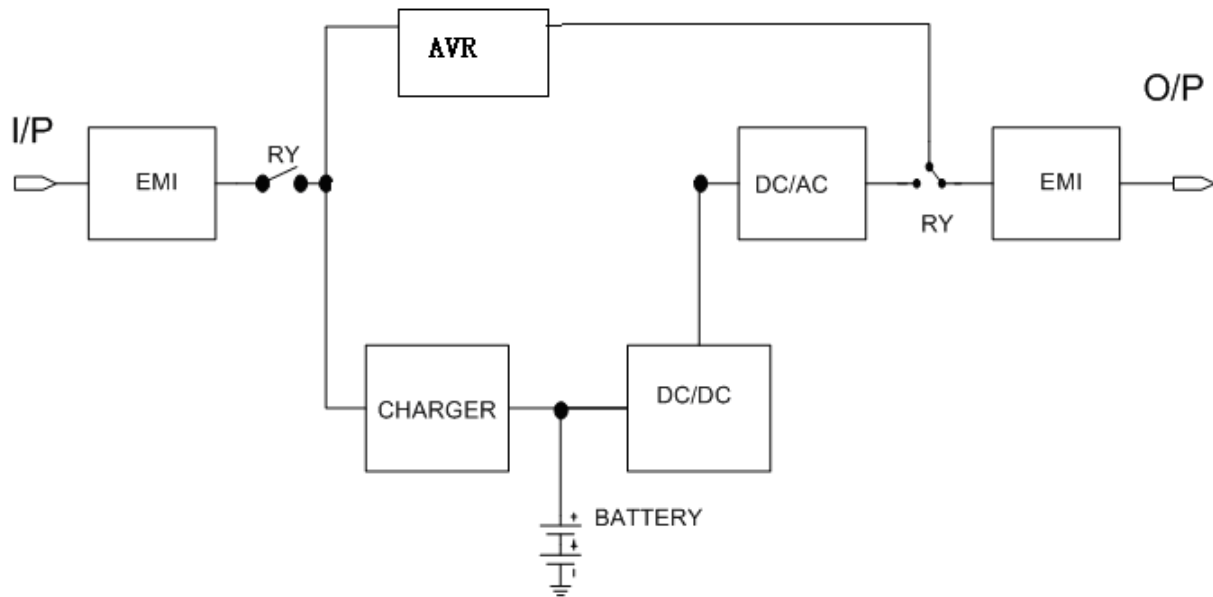 AVR
I/P
O/P
EMI
RY
DC/AC
RY
EMI
CHARGER
DC/DC
BATTERY